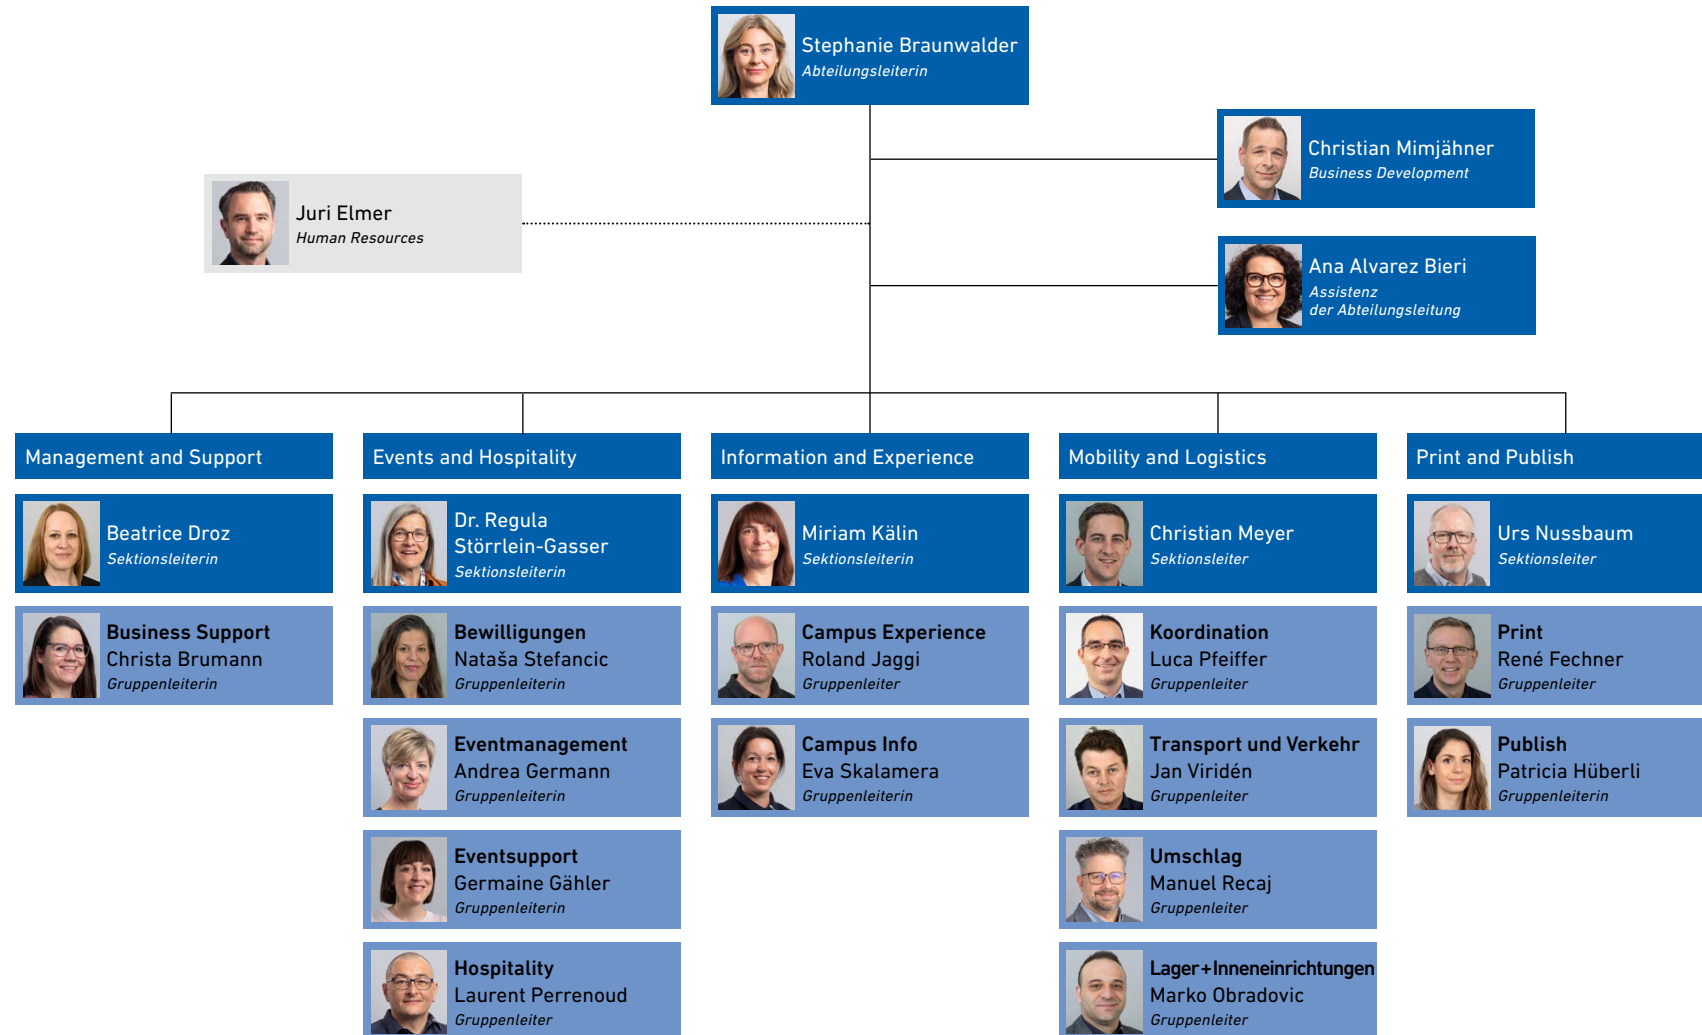 Stephanie Braunwalder
Abteilungsleiterin
Christian Mimjähner
Business Development
Juri Elmer
Human Resources
Ana Alvarez Bieri
Assistenz
der Abteilungsleitung
Management and Support
Beatrice Droz
Sektionsleiterin
Business Support
Christa Brumann
Gruppenleiterin
Events and Hospitality
Dr. Regula
Störrlein-Gasser
Sektionsleiterin
Bewilligungen
Nataša Stefancic
Gruppenleiterin
Eventmanagement
Andrea Germann
Gruppenleiterin
Eventsupport
Germaine Gähler
Gruppenleiterin
Hospitality
Laurent Perrenoud
Gruppenleiter
Information and Experience
Miriam Kälin
Sektionsleiterin
Campus Experience
Roland Jaggi
Gruppenleiter
Campus Info
Eva Skalamera
Gruppenleiterin
Mobility and Logistics
Christian Meyer
Sektionsleiter
Koordination
Luca Pfeiffer
Gruppenleiter
Transport und Verkehr
Jan Viridén
Gruppenleiter
Umschlag
Manuel Recaj
Gruppenleiter
Lager+Inneneinrichtungen
Marko Obradovic
Gruppenleiter
Print and Publish
Urs Nussbaum
Sektionsleiter
Print
René Fechner
Gruppenleiter
Publish
Patricia Hüberli
Gruppenleiterin